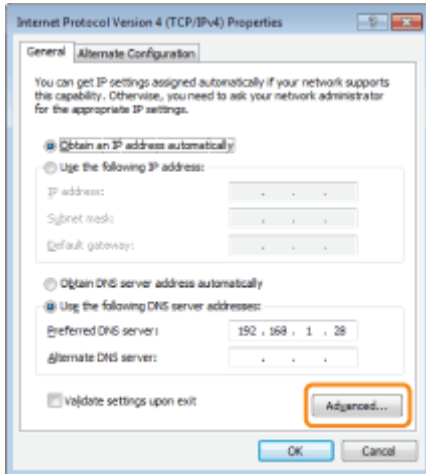 Internet Protocol Version 4 (TCP/IPv4) Properties
General Alternate Configuration
You can get IP settings assigned automatically if your network supports
this capability. Otherwise, you need to ask your network administrator
for the appropriate IP settings.
Obtain an IP address automatically
Use the following IP address:
IP address:
Subnet mask:
Default gateway:
Obtain DNS server address automatically
Use the following DNS server addresses:
Preferred DNS server: 192 . 168 . 1 . 28
Alternate DNS server:
Validate settings upon exit
Advanced...
OK Cancel